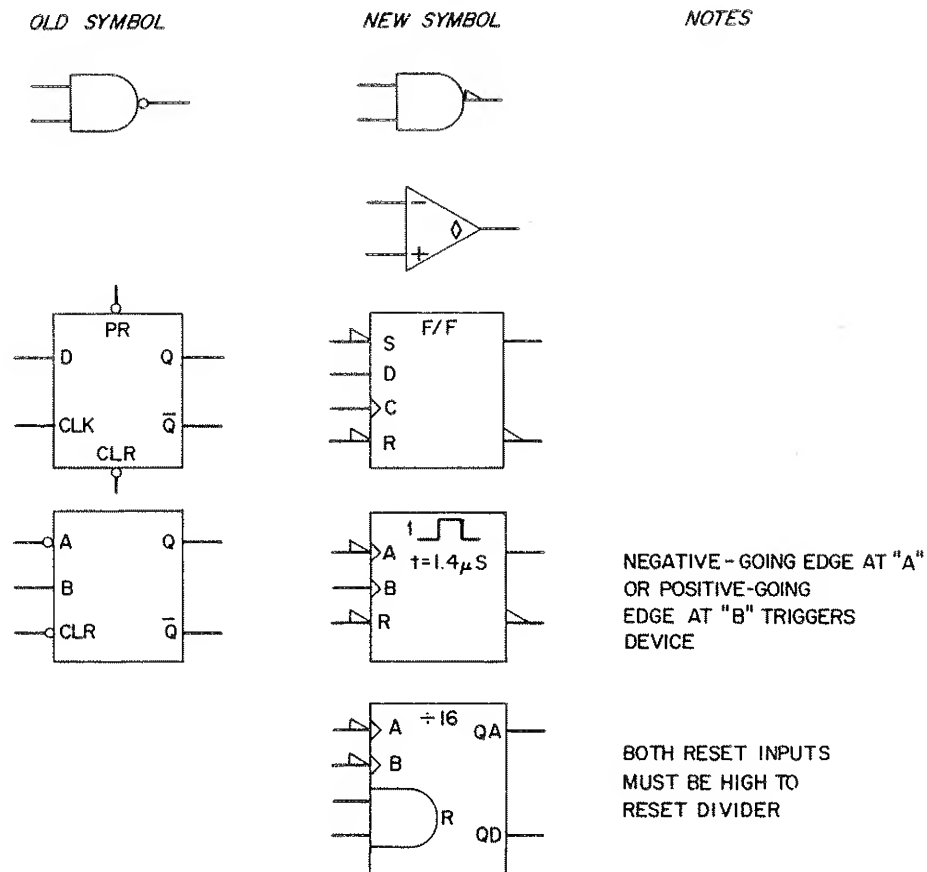 OLD SYMBOL
NEW SYMBOL
NOTES
−
+
PR
D Q
CLK Q̅
CLR
F/F
S
D
C
R
A Q
B
CLR Q̅
1
A t=1.4μS
B
R
NEGATIVE-GOING EDGE AT "A"
OR POSITIVE-GOING
EDGE AT "B" TRIGGERS
DEVICE
÷16
A QA
B
R
QD
BOTH RESET INPUTS
MUST BE HIGH TO
RESET DIVIDER